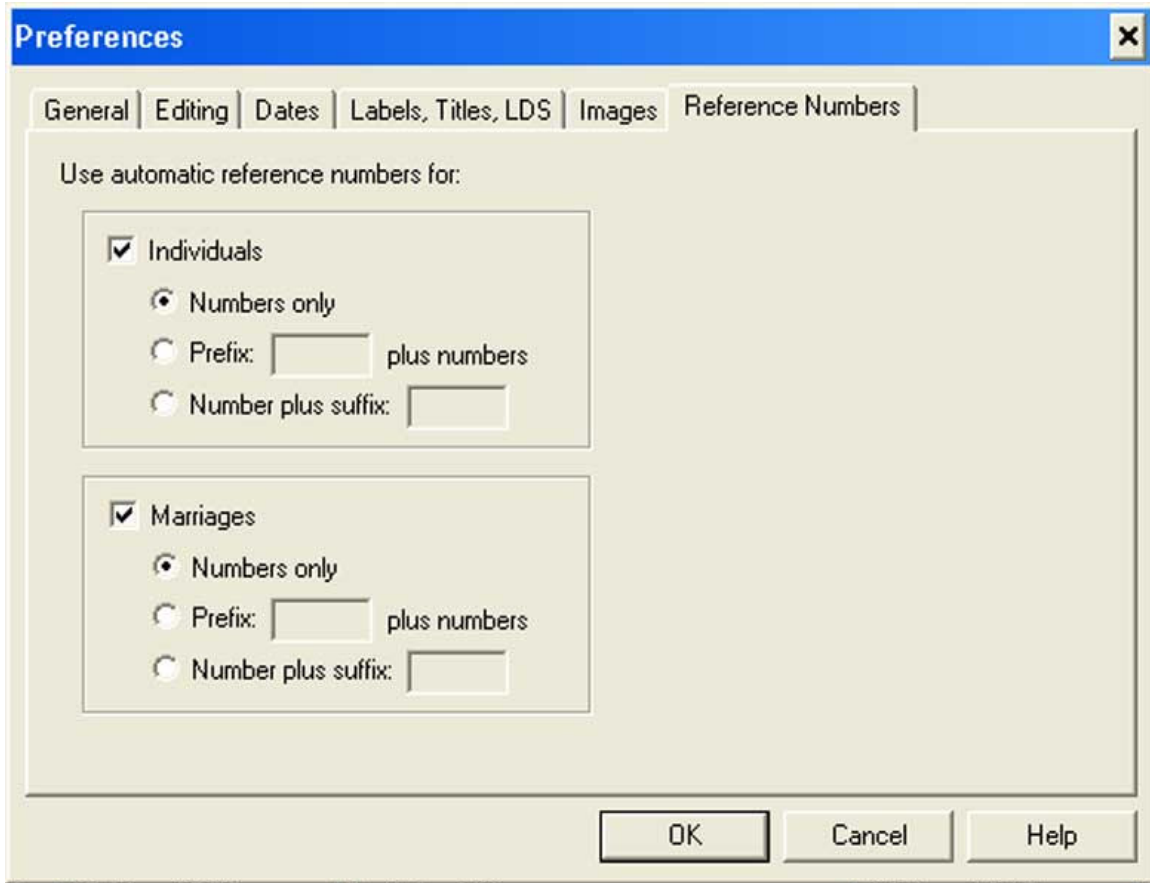 Preferences
General Editing Dates Labels, Titles, LDS Images Reference Numbers
Use automatic reference numbers for:
Individuals
Numbers only
Prefix: plus numbers
Number plus suffix:
Marriages
Numbers only
Prefix: plus numbers
Number plus suffix:
OK Cancel Help